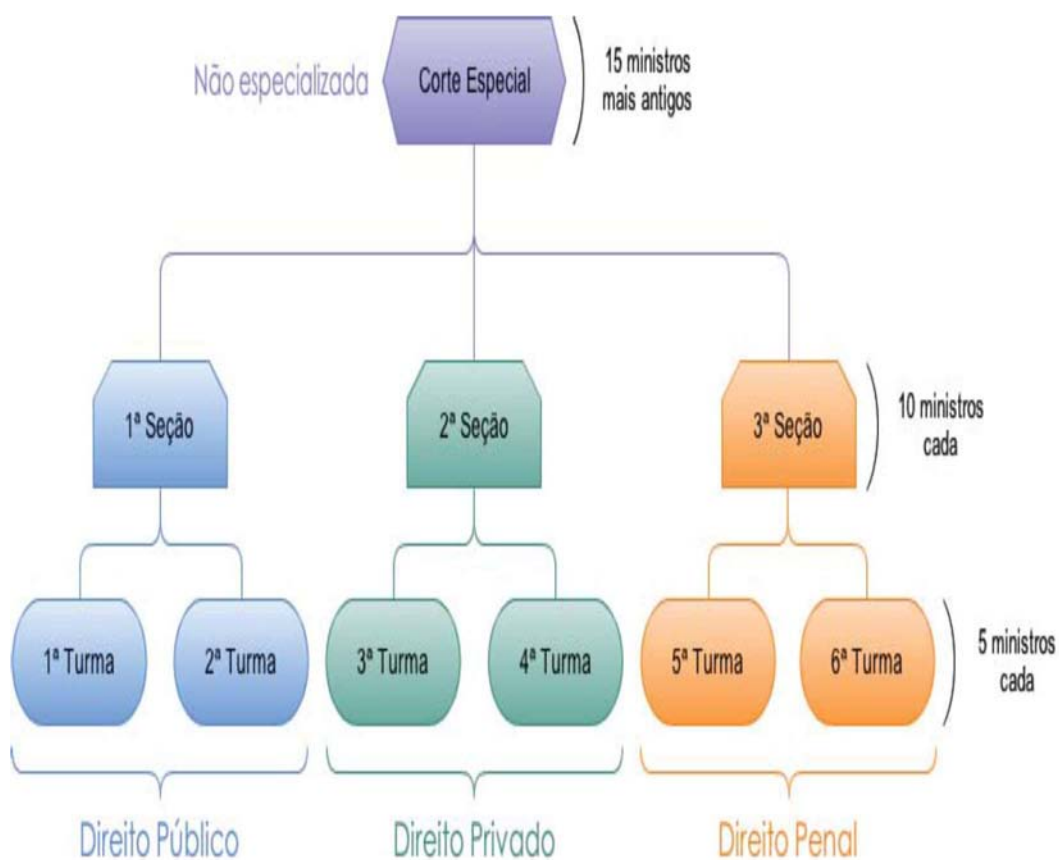 Não especializada
Corte Especial
15 ministros
mais antigos
1ª Seção
2ª Seção
3ª Seção
10 ministros
cada
1ª Turma
2ª Turma
3ª Turma
4ª Turma
5ª Turma
6ª Turma
5 ministros
cada
Direito Público
Direito Privado
Direito Penal